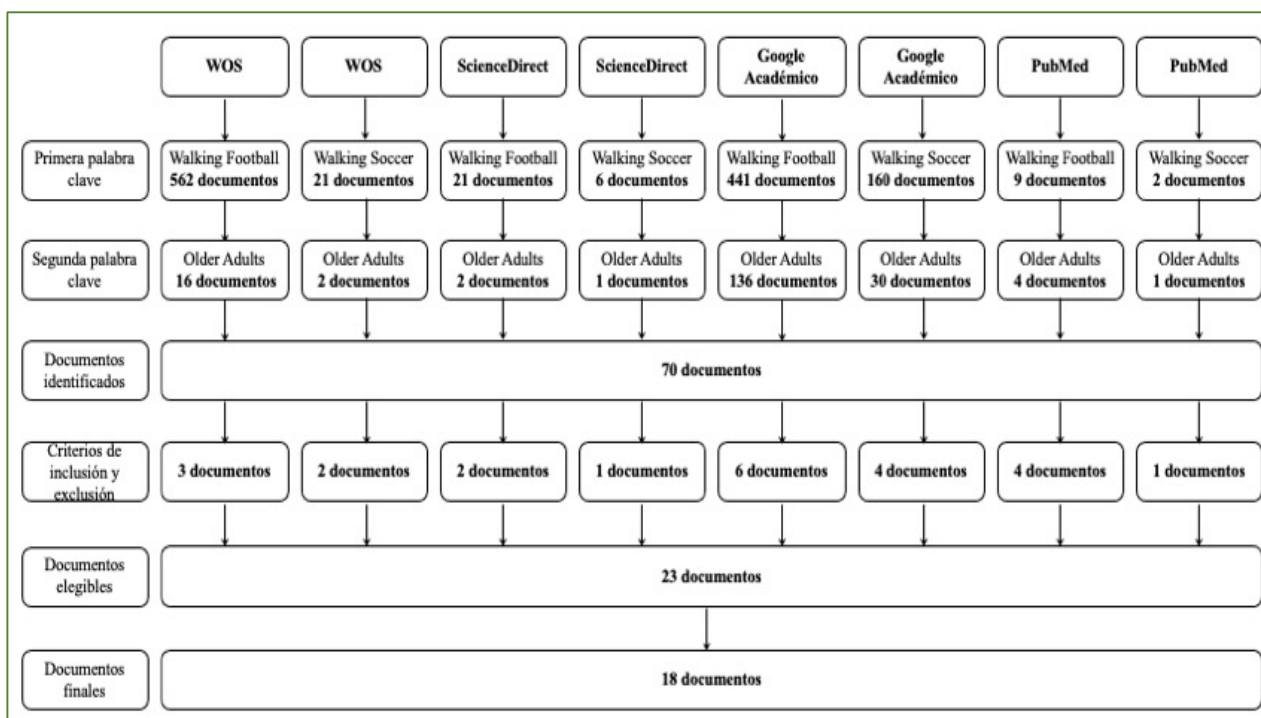 WOS
WOS
ScienceDirect
ScienceDirect
Google
Académico
Google
Académico
PubMed
PubMed
Primera palabra
clave
Walking Football
562 documentos
Walking Soccer
21 documentos
Walking Football
21 documentos
Walking Soccer
6 documentos
Walking Football
441 documentos
Walking Soccer
160 documentos
Walking Football
9 documentos
Walking Soccer
2 documentos
Segunda palabra
clave
Older Adults
16 documentos
Older Adults
2 documentos
Older Adults
2 documentos
Older Adults
1 documentos
Older Adults
136 documentos
Older Adults
30 documentos
Older Adults
4 documentos
Older Adults
1 documentos
Documentos
identificados
70 documentos
Criterios de
inclusión y
exclusión
3 documentos
2 documentos
2 documentos
1 documentos
6 documentos
4 documentos
4 documentos
1 documentos
Documentos
elegibles
23 documentos
Documentos
finales
18 documentos